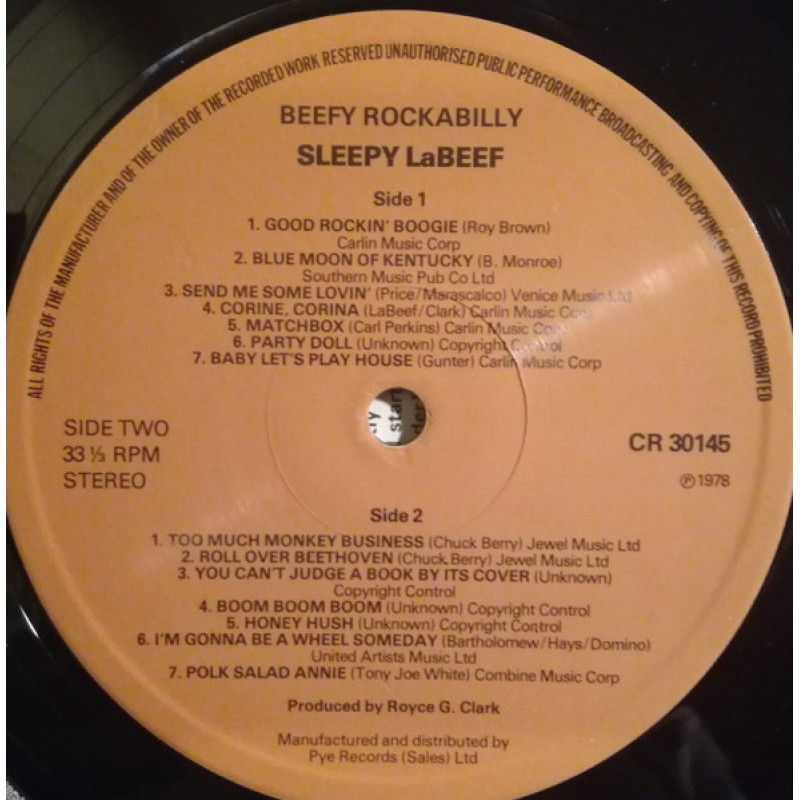 ALL RIGHTS OF THE MANUFACTURER AND OF THE OWNER OF THE RECORDED WORK RESERVED UNAUTHORISED PUBLIC PERFORMANCE BROADCASTING AND COPYING OF THIS RECORD PROHIBITED
BEEFY ROCKABILLY
SLEEPY LaBEEF
Side 1
1. GOOD ROCKIN' BOOGIE (Roy Brown)
Carlin Music Corp
2. BLUE MOON OF KENTUCKY (B. Monroe)
Southern Music Pub Co Ltd
3. SEND ME SOME LOVIN' (Price/Marascalco) Venice Music Ltd
4. CORINE, CORINA (LaBeef/Clark) Carlin Music Corp
5. MATCHBOX (Carl Perkins) Carlin Music Corp
6. PARTY DOLL (Unknown) Copyright Control
7. BABY LET'S PLAY HOUSE (Gunter) Carlin Music Corp
SIDE TWO
33 ⅓ RPM
STEREO
start
CR 30145
Ⓟ1978
Side 2
1. TOO MUCH MONKEY BUSINESS (Chuck Berry) Jewel Music Ltd
2. ROLL OVER BEETHOVEN (Chuck Berry) Jewel Music Ltd
3. YOU CAN'T JUDGE A BOOK BY ITS COVER (Unknown)
Copyright Control
4. BOOM BOOM BOOM (Unknown) Copyright Control
5. HONEY HUSH (Unknown) Copyright Control
6. I'M GONNA BE A WHEEL SOMEDAY (Bartholomew/Hays/Domino)
United Artists Music Ltd
7. POLK SALAD ANNIE (Tony Joe White) Combine Music Corp
Produced by Royce G. Clark
Manufactured and distributed by
Pye Records (Sales) Ltd